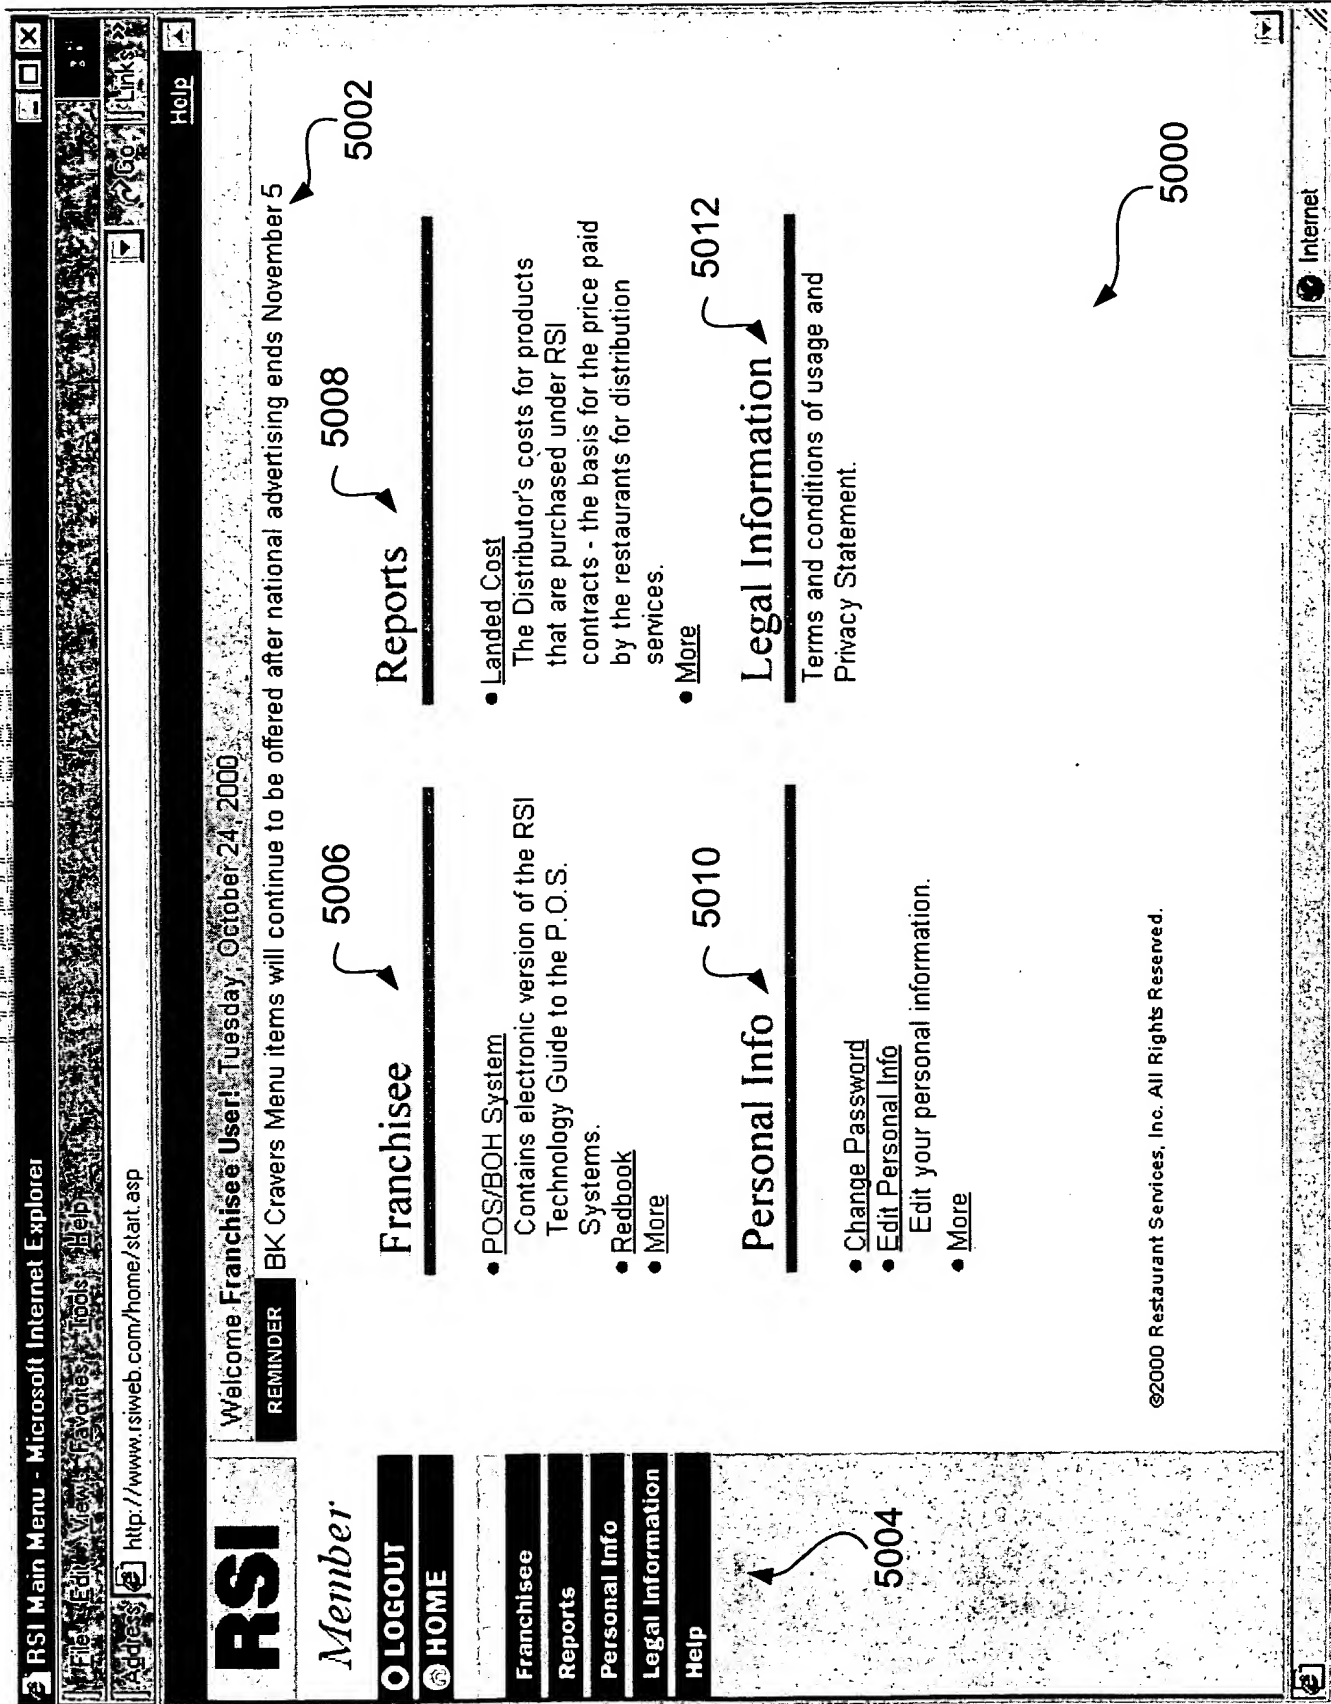 RSI Main Menu - Microsoft Internet Explorer
File Edit View Favorites Tools Help
Address http://www.rsiweb.com/home/start.asp Go Links »
Help
RSI
Welcome Franchisee User! Tuesday, October 24, 2000
REMINDER BK Cravers Menu items will continue to be offered after national advertising ends November 5
5002
Member
LOGOUT
HOME
Franchisee
Reports
Personal Info
Legal Information
Help
5004
5006
Franchisee
• POS/BOH System
Contains electronic version of the RSI
Technology Guide to the P.O.S.
Systems.
• Redbook
• More
5008
Reports
• Landed Cost
The Distributor's costs for products
that are purchased under RSI
contracts - the basis for the price paid
by the restaurants for distribution
services.
• More
5010
Personal Info
• Change Password
• Edit Personal Info
Edit your personal information.
• More
5012
Legal Information
Terms and conditions of usage and
Privacy Statement.
5000
©2000 Restaurant Services, Inc. All Rights Reserved.
Internet